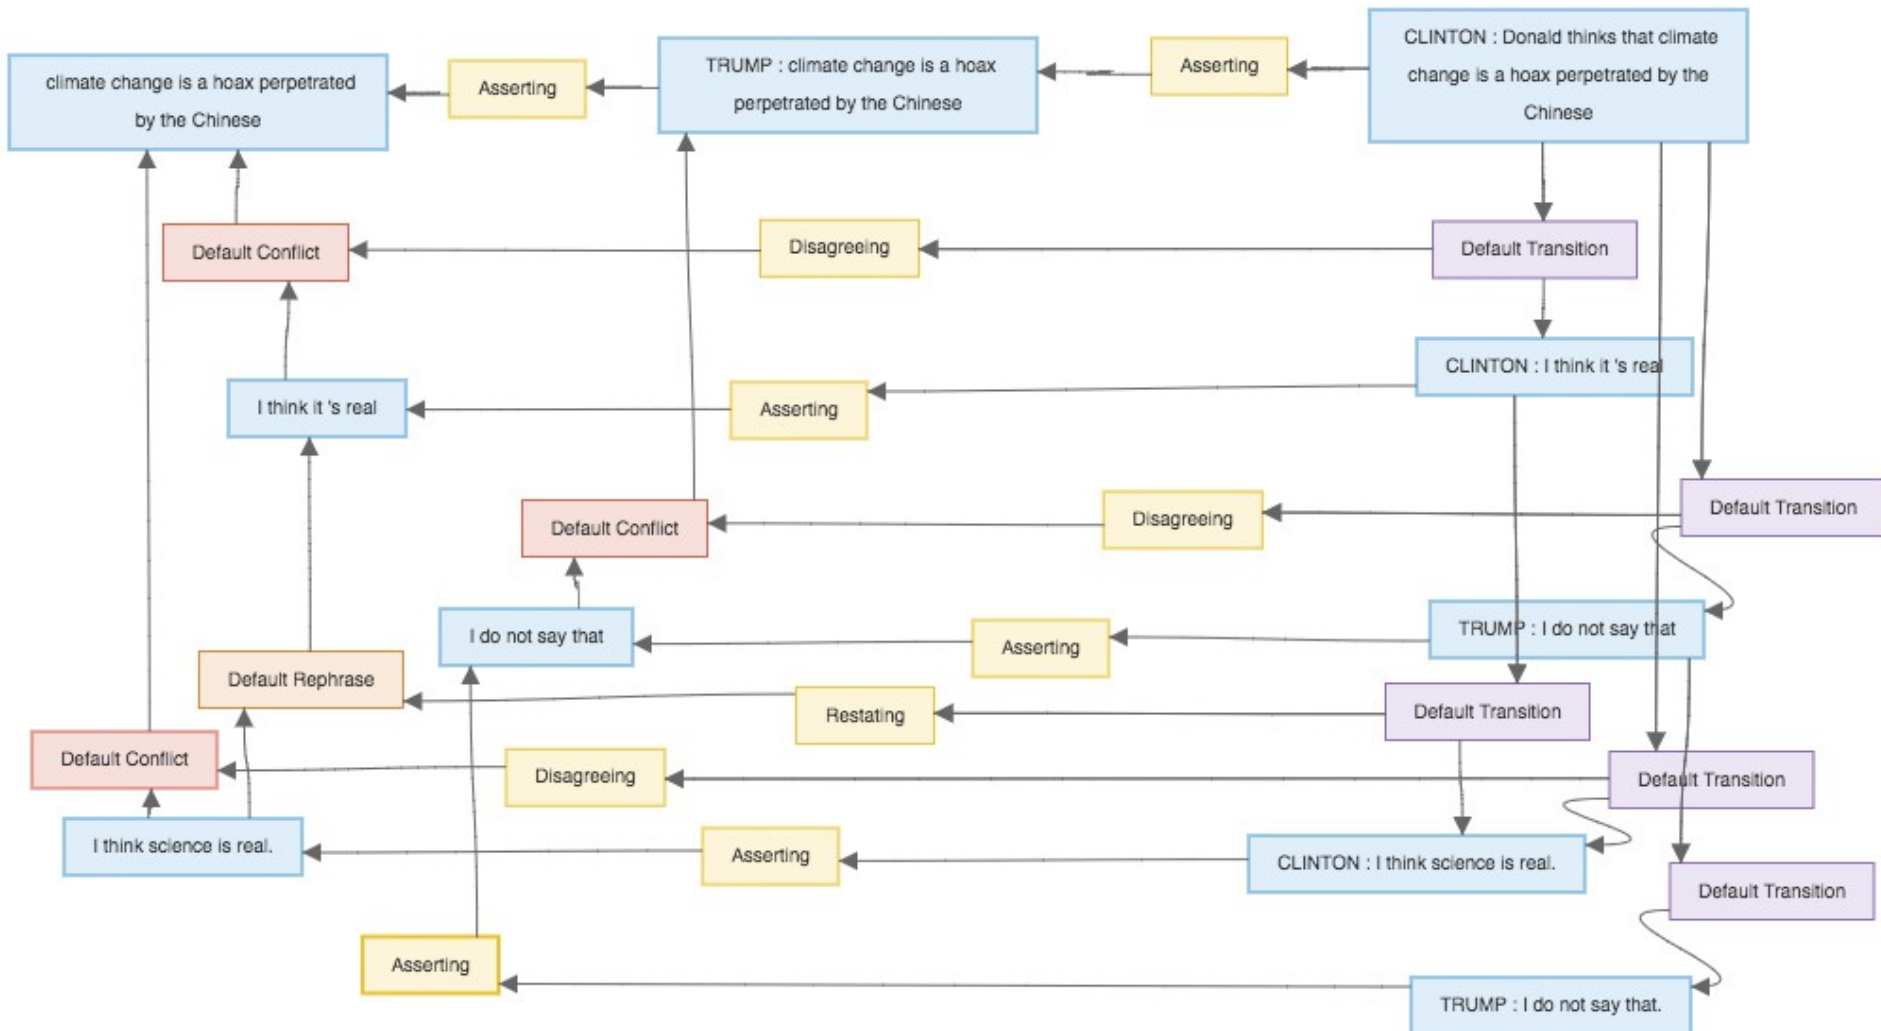 climate change is a hoax perpetrated
by the Chinese
Asserting
TRUMP : climate change is a hoax
perpetrated by the Chinese
Asserting
CLINTON : Donald thinks that climate
change is a hoax perpetrated by the
Chinese
Default Conflict
Disagreeing
Default Transition
I think it 's real
Asserting
CLINTON : I think it 's real
Default Conflict
Disagreeing
Default Transition
I do not say that
Asserting
TRUMP : I do not say that
Default Rephrase
Restating
Default Transition
Default Conflict
Disagreeing
Default Transition
I think science is real.
Asserting
CLINTON : I think science is real.
Default Transition
Asserting
TRUMP : I do not say that.